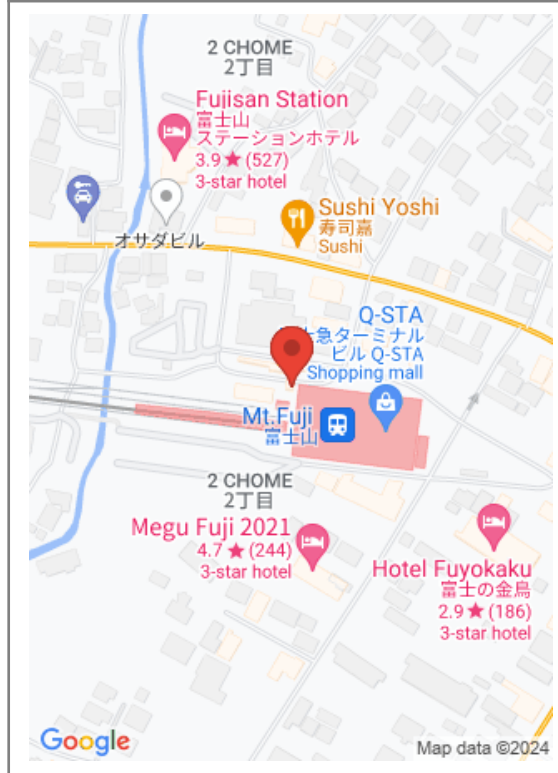 2 CHOME
2丁目
Fujisan Station
富士山
ステーションホテル
3.9★(527)
3-star hotel
オサダビル
Sushi Yoshi
寿司嘉
Sushi
Q-STA
士急ターミナル
ビル Q-STA
Shopping mall
Mt.Fuji
富士山
2 CHOME
2丁目
Megu Fuji 2021
4.7★(244)
3-star hotel
Hotel Fuyokaku
富士の金鳥
2.9★(186)
3-star hotel
Google
Map data ©2024